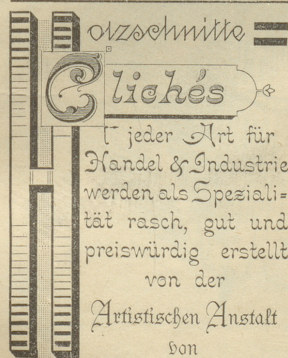 olzschnitte
Clichés
jeder Art für
Handel & Industrie
werden als Speziali=
tät rasch, gut und
preiswürdig erstellt
von der
Artistischen Anstalt
von